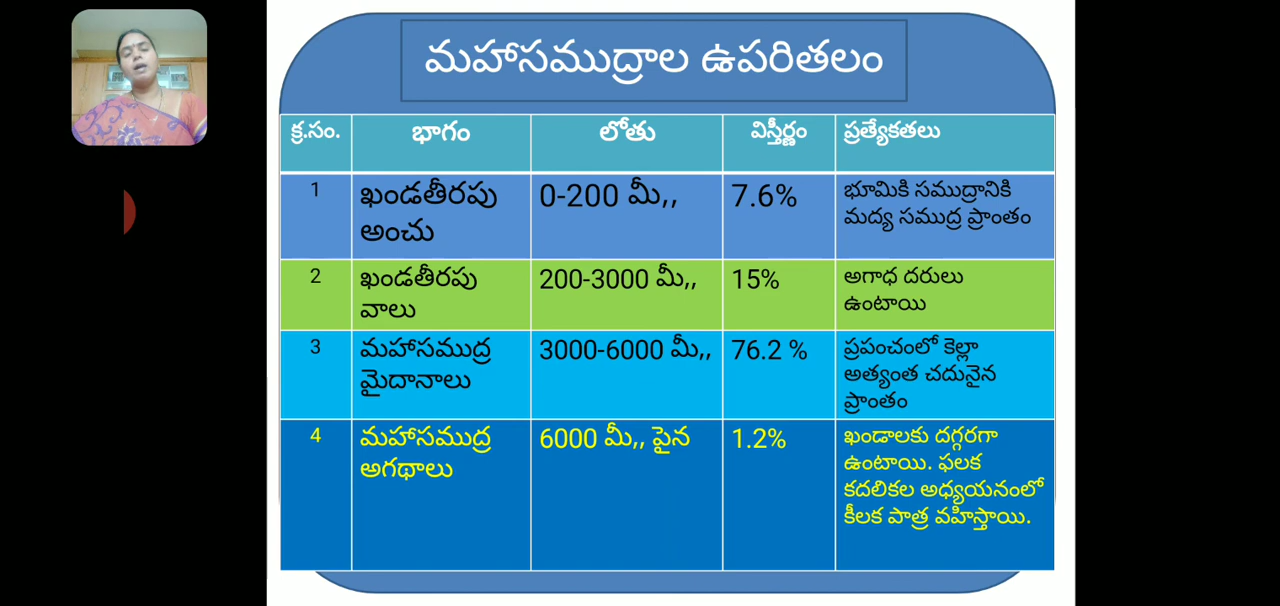 మహాసముద్రాల ఉపరితలం
క్ర.సం. భాగం లోతు విస్తీర్ణం ప్రత్యేకతలు
1 ఖండతీరపు అంచు 0-200 మీ,, 7.6% భూమికి సముద్రానికి మద్య సముద్ర ప్రాంతం
2 ఖండతీరపు వాలు 200-3000 మీ,, 15% అగాధ దరులు ఉంటాయి
3 మహాసముద్ర మైదానాలు 3000-6000 మీ,, 76.2 % ప్రపంచంలో కెల్లా అత్యంత చదునైన ప్రాంతం
4 మహాసముద్ర అగథాలు 6000 మీ,, పైన 1.2% ఖండాలకు దగ్గరగా ఉంటాయి. ఫలక కదలికల అధ్యయనంలో కీలక పాత్ర వహిస్తాయి.